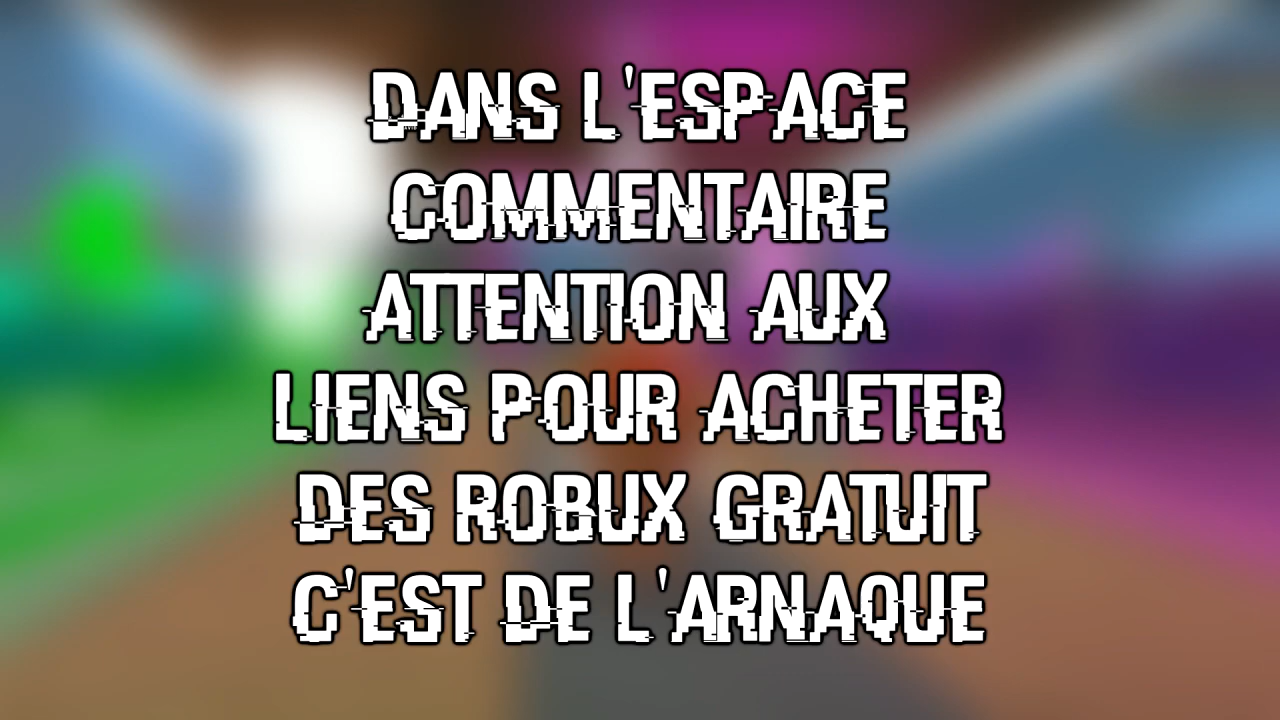 DANS L'ESPACE
COMMENTAIRE
ATTENTION AUX
LIENS POUR ACHETER
DES ROBUX GRATUIT
C'EST DE L'ARNAQUE